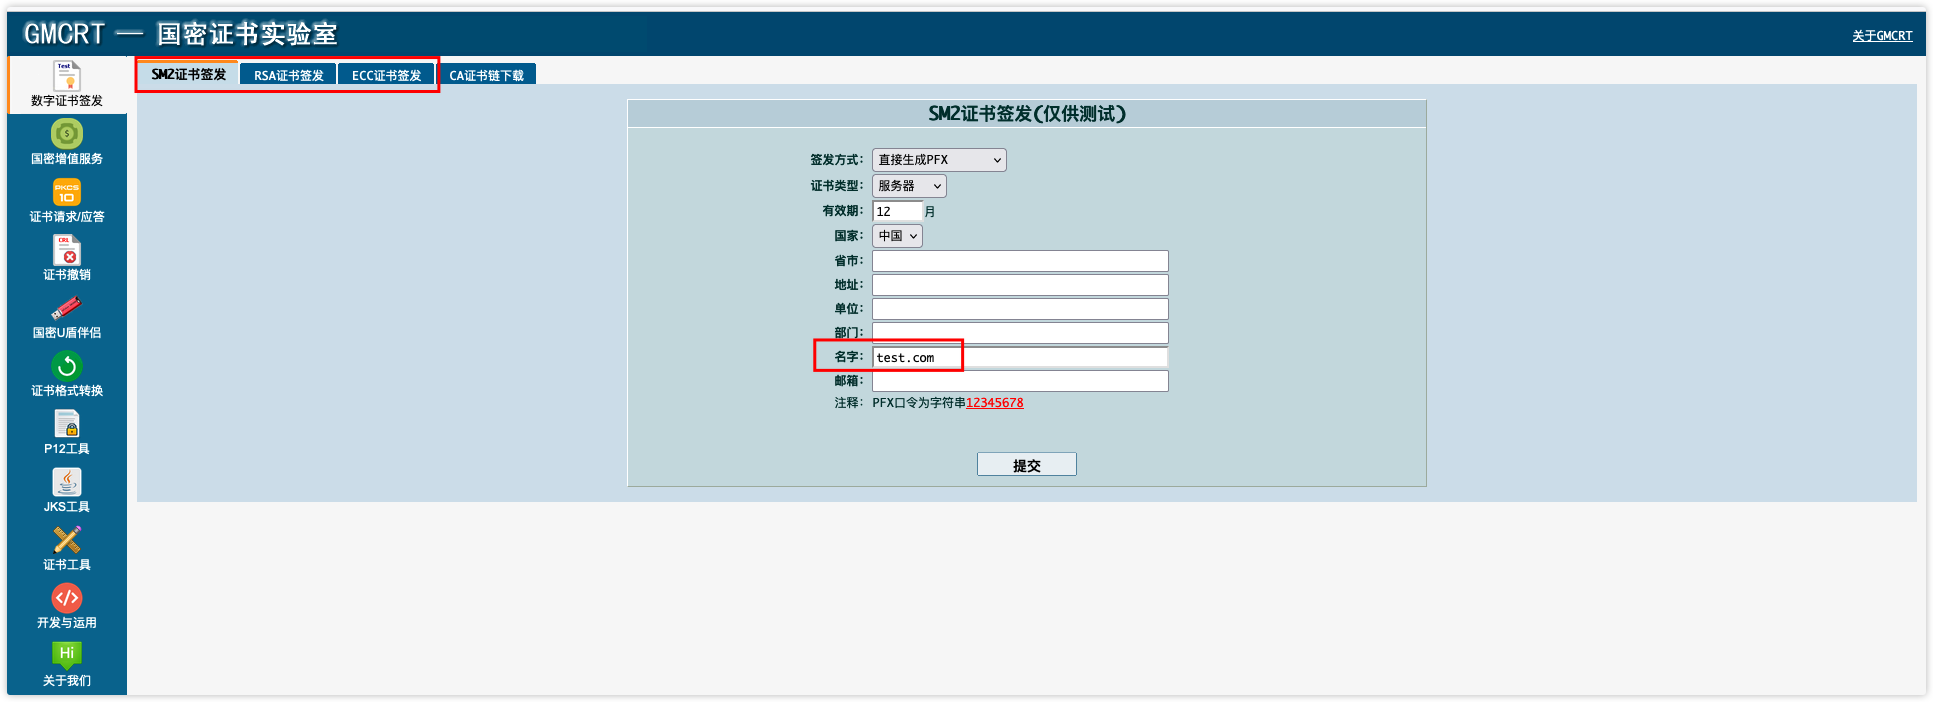 GMCRT — 国密证书实验室
关于GMCRT
Test
数字证书签发
国密增值服务
PKCS
10
证书请求/应答
CRL
证书撤销
国密U盾伴侣
证书格式转换
P12工具
JKS工具
证书工具
开发与运用
Hi
关于我们
SM2证书签发 RSA证书签发 ECC证书签发 CA证书链下载
SM2证书签发(仅供测试)
签发方式: 直接生成PFX
证书类型: 服务器
有效期: 12 月
国家: 中国
省市:
地址:
单位:
部门:
名字: test.com
邮箱:
注释: PFX口令为字符串12345678
提交